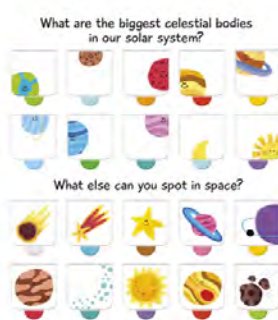 What are the biggest celestial bodies
in our solar system?
What else can you spot in space?